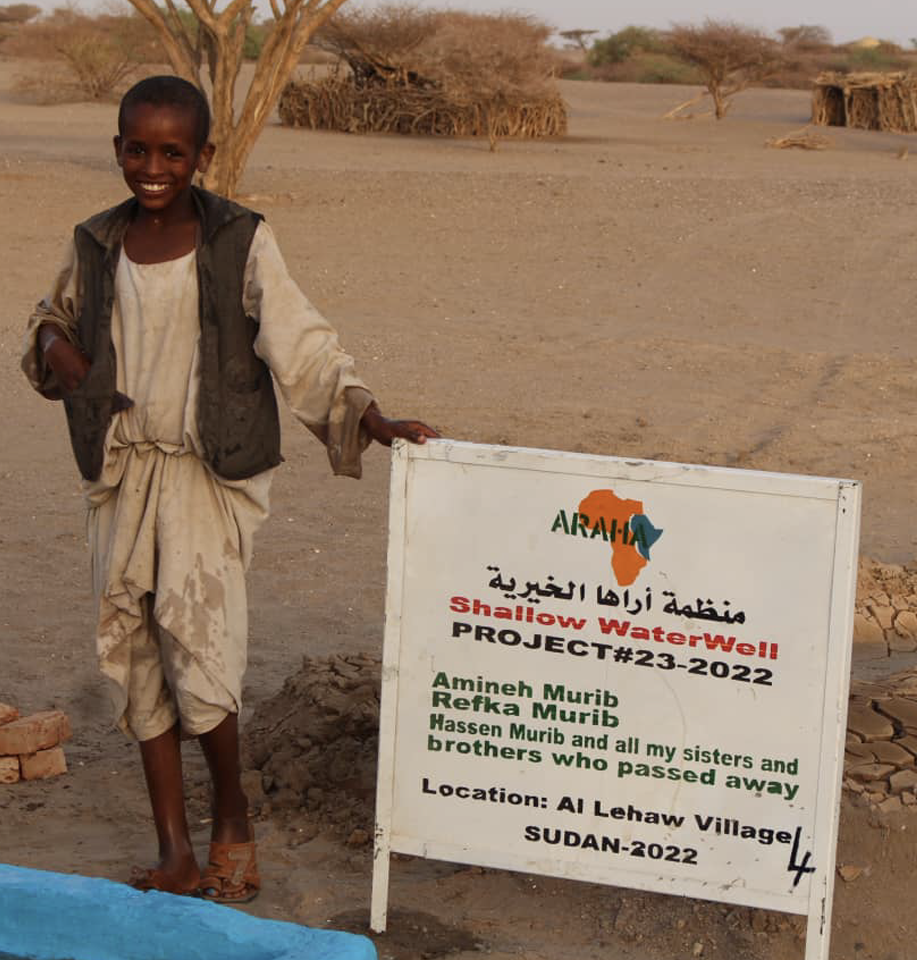 ARAHA
منظمة أراها الخيرية
Shallow WaterWell
PROJECT#23-2022
Amineh Murib
Refka Murib
Hassen Murib and all my sisters and
brothers who passed away
Location: Al Lehaw Village 4
SUDAN-2022